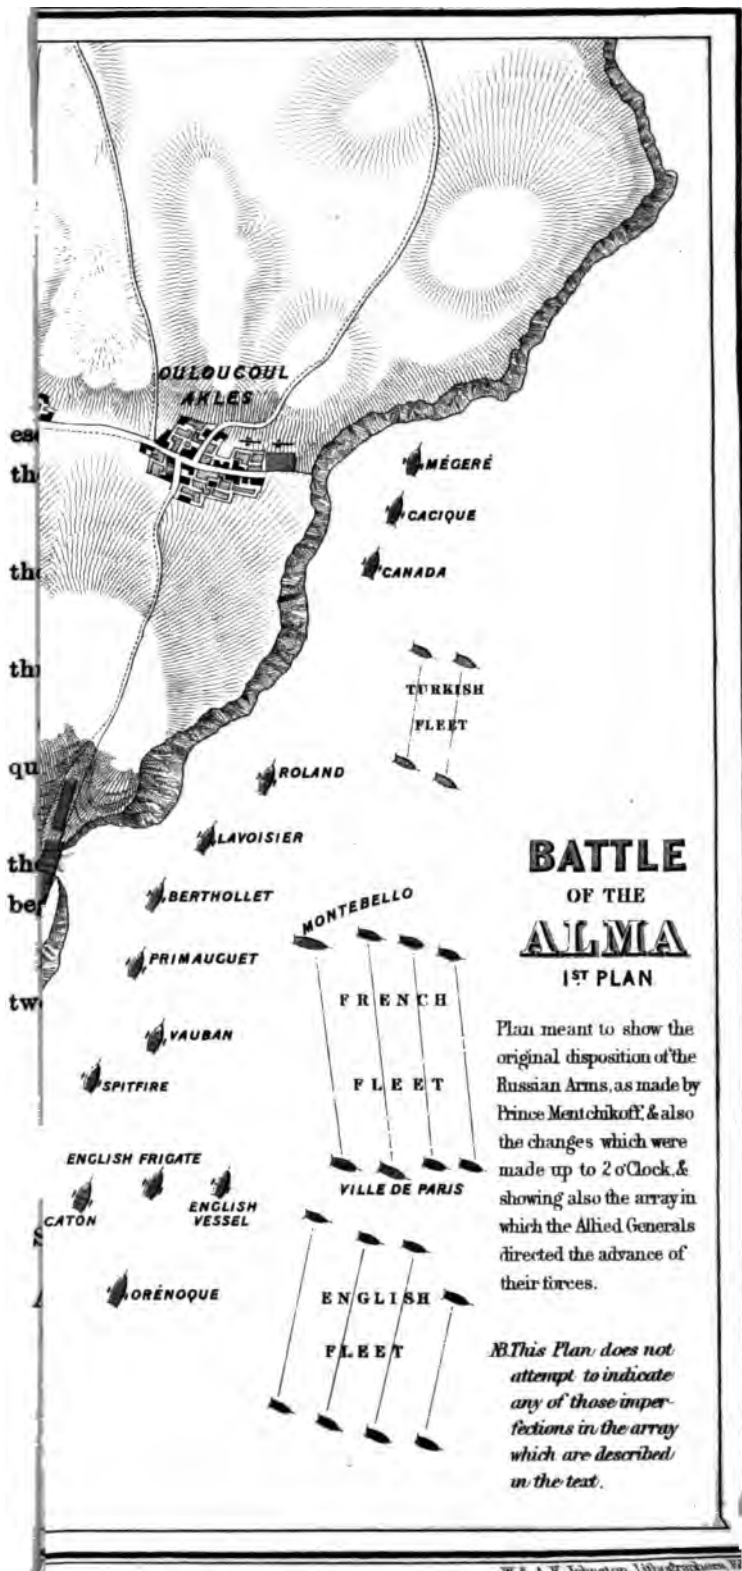 OULOUCOUL
AKLES
MÉGERÉ
CACIQUE
CANADA
TURKISH
FLEET
ROLAND
LAVOISIER
BERTHOLLET
PRIMAUGUET
VAUBAN
SPITFIRE
MONTEBELLO
FRENCH
FLEET
VILLE DE PARIS
ENGLISH FRIGATE
CATON
ENGLISH
VESSEL
ORÉNOQUE
ENGLISH
FLEET
BATTLE
OF THE
ALMA
1ST PLAN
Plan meant to show the
original disposition of the
Russian Arms, as made by
Prince Mentchikoff, & also
the changes which were
made up to 2 o'Clock, &
showing also the array in
which the Allied Generals
directed the advance of
their forces.
NB. This Plan does not
attempt to indicate
any of those imper-
fections in the array
which are described
in the text.
W. & A. K. Johnston, Lithographers